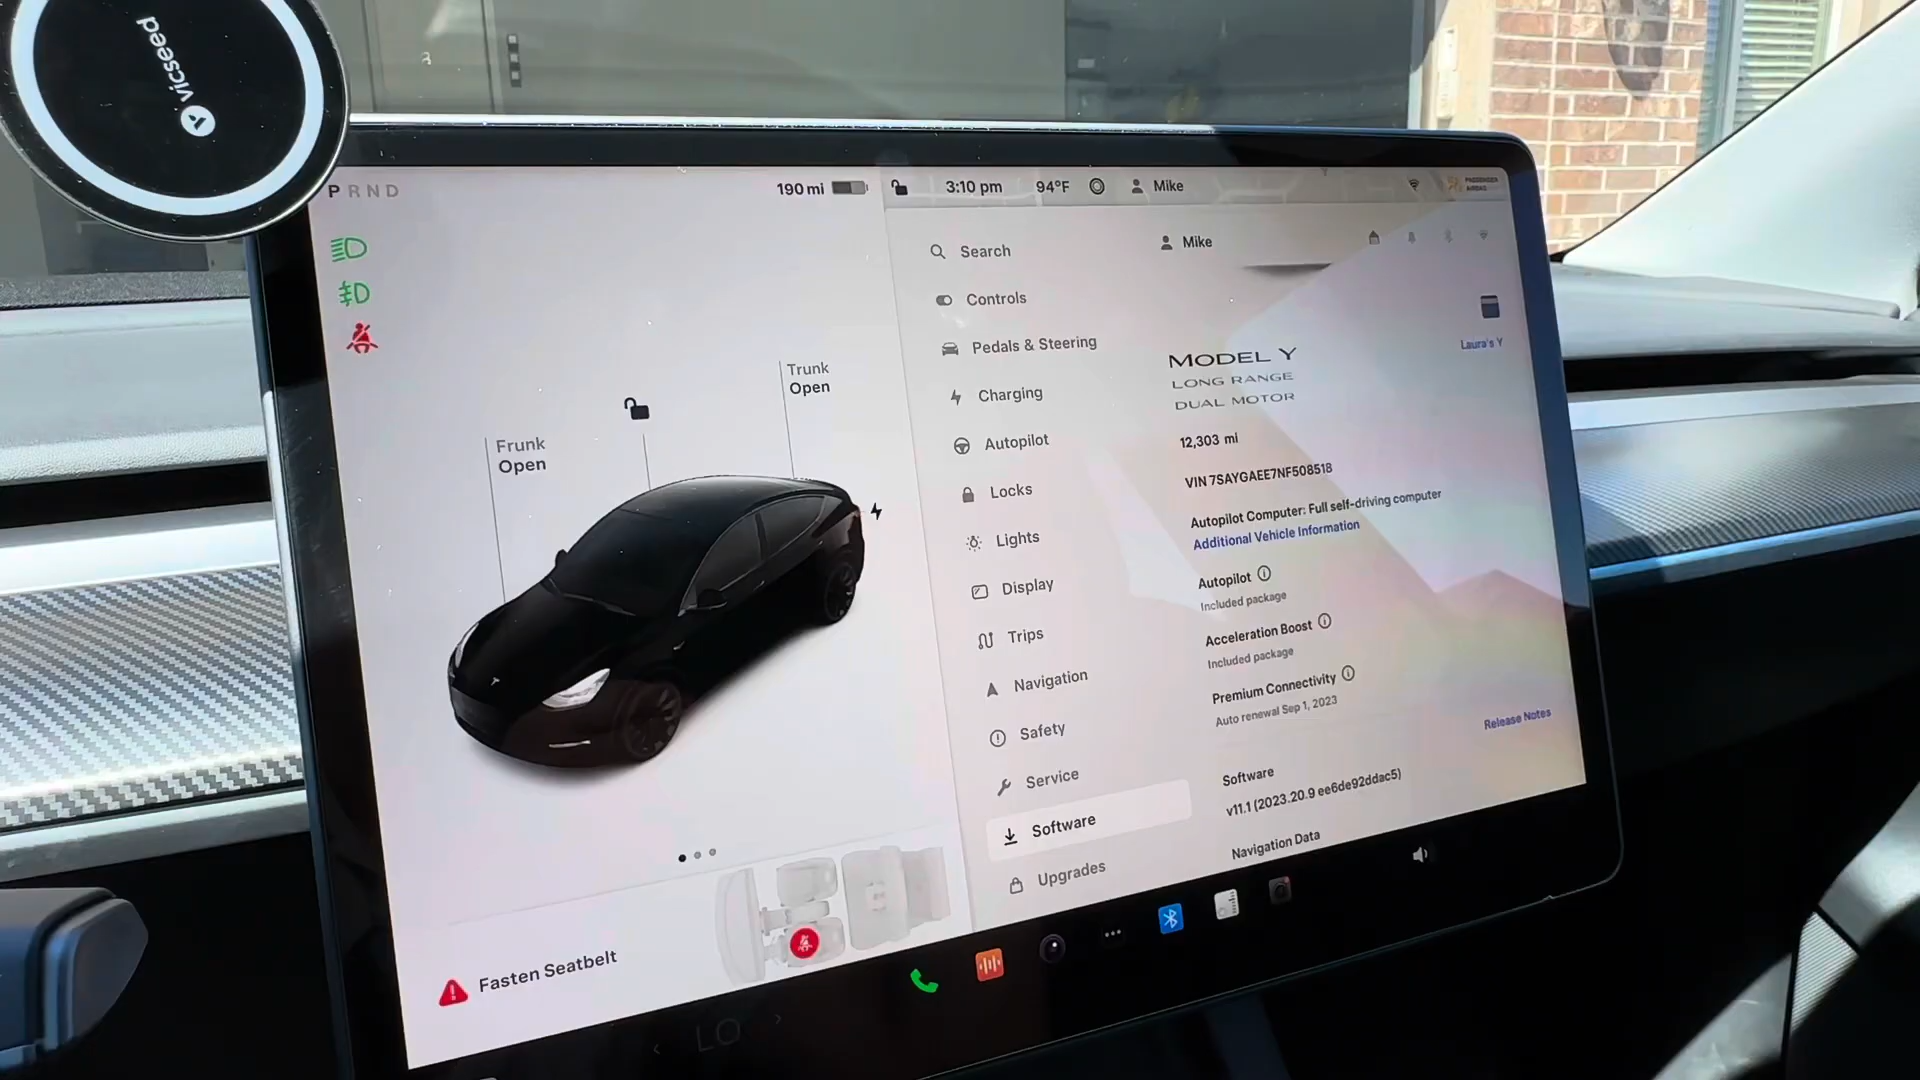 vicseed
P R N D
190 mi
3:10 pm
94°F
Mike
PASSENGER
AIRBAG
Search
Controls
Pedals & Steering
Charging
Autopilot
Locks
Lights
Display
Trips
Navigation
Safety
Service
Software
Upgrades
Frunk
Open
Trunk
Open
Fasten Seatbelt
Mike
Laura's Y
MODEL Y
LONG RANGE
DUAL MOTOR
12,303 mi
VIN 7SAYGAEE7NF508518
Autopilot Computer: Full self-driving computer
Additional Vehicle Information
Autopilot
Included package
Acceleration Boost
Included package
Premium Connectivity
Auto renewal Sep 1, 2023
Release Notes
Software
v11.1 (2023.20.9 ee6de92ddac5)
Navigation Data
LO